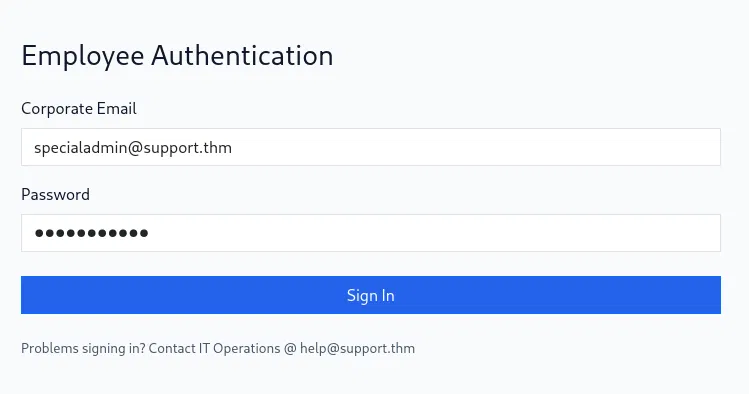 Employee Authentication
Corporate Email
specialadmin@support.thm
Password
●●●●●●●●●●●
Sign In
Problems signing in? Contact IT Operations @ help@support.thm